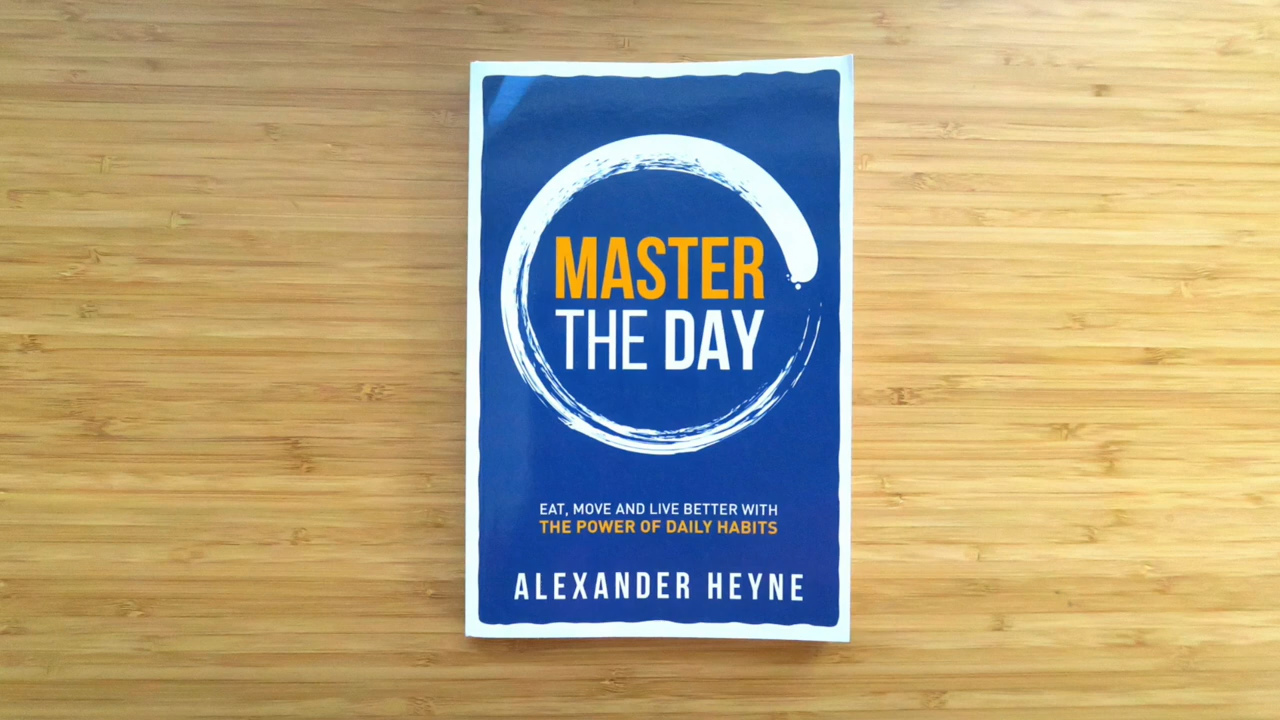 MASTER
THE DAY
EAT, MOVE AND LIVE BETTER WITH
THE POWER OF DAILY HABITS
ALEXANDER HEYNE